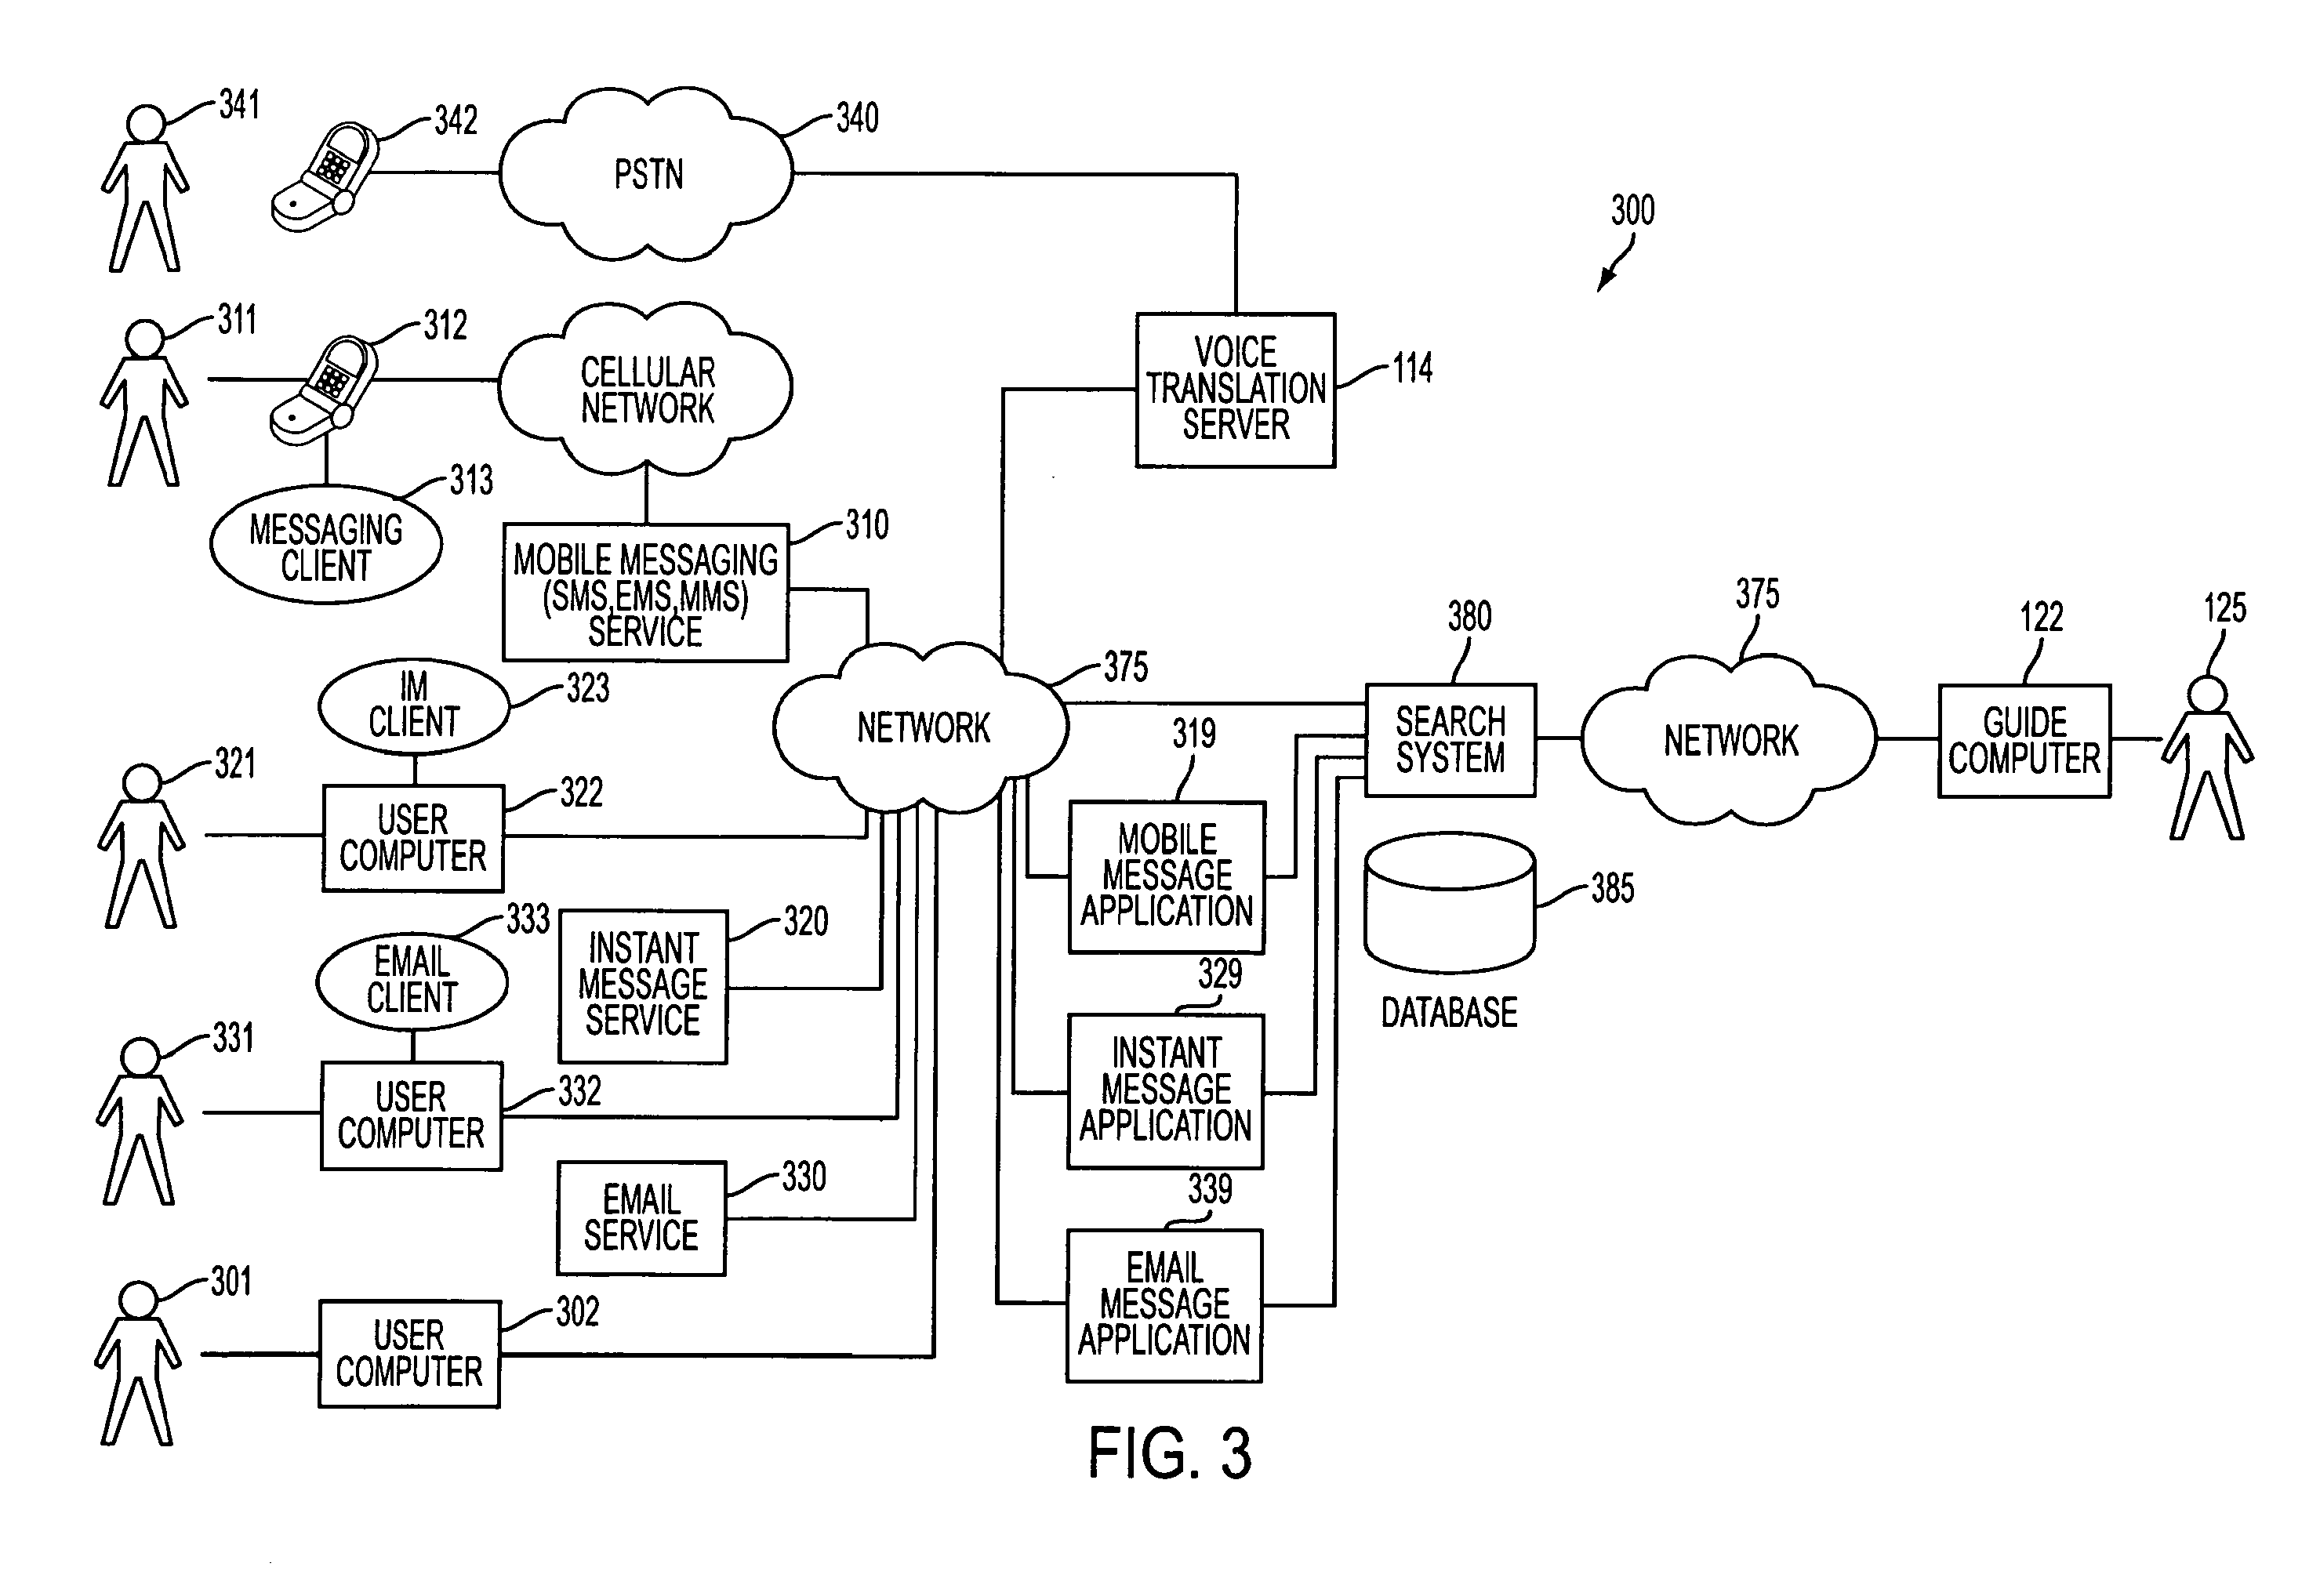 341
342
PSTN
340
300
311
312
CELLULAR
NETWORK
VOICE
TRANSLATION
SERVER
114
313
MESSAGING
CLIENT
MOBILE MESSAGING
(SMS,EMS,MMS)
SERVICE
310
IM
CLIENT
323
NETWORK
375
380
SEARCH
SYSTEM
375
NETWORK
122
GUIDE
COMPUTER
125
321
USER
COMPUTER
322
319
MOBILE
MESSAGE
APPLICATION
385
DATABASE
333
EMAIL
CLIENT
INSTANT
MESSAGE
SERVICE
320
329
INSTANT
MESSAGE
APPLICATION
331
USER
COMPUTER
332
EMAIL
SERVICE
330
339
EMAIL
MESSAGE
APPLICATION
301
USER
COMPUTER
302
FIG. 3